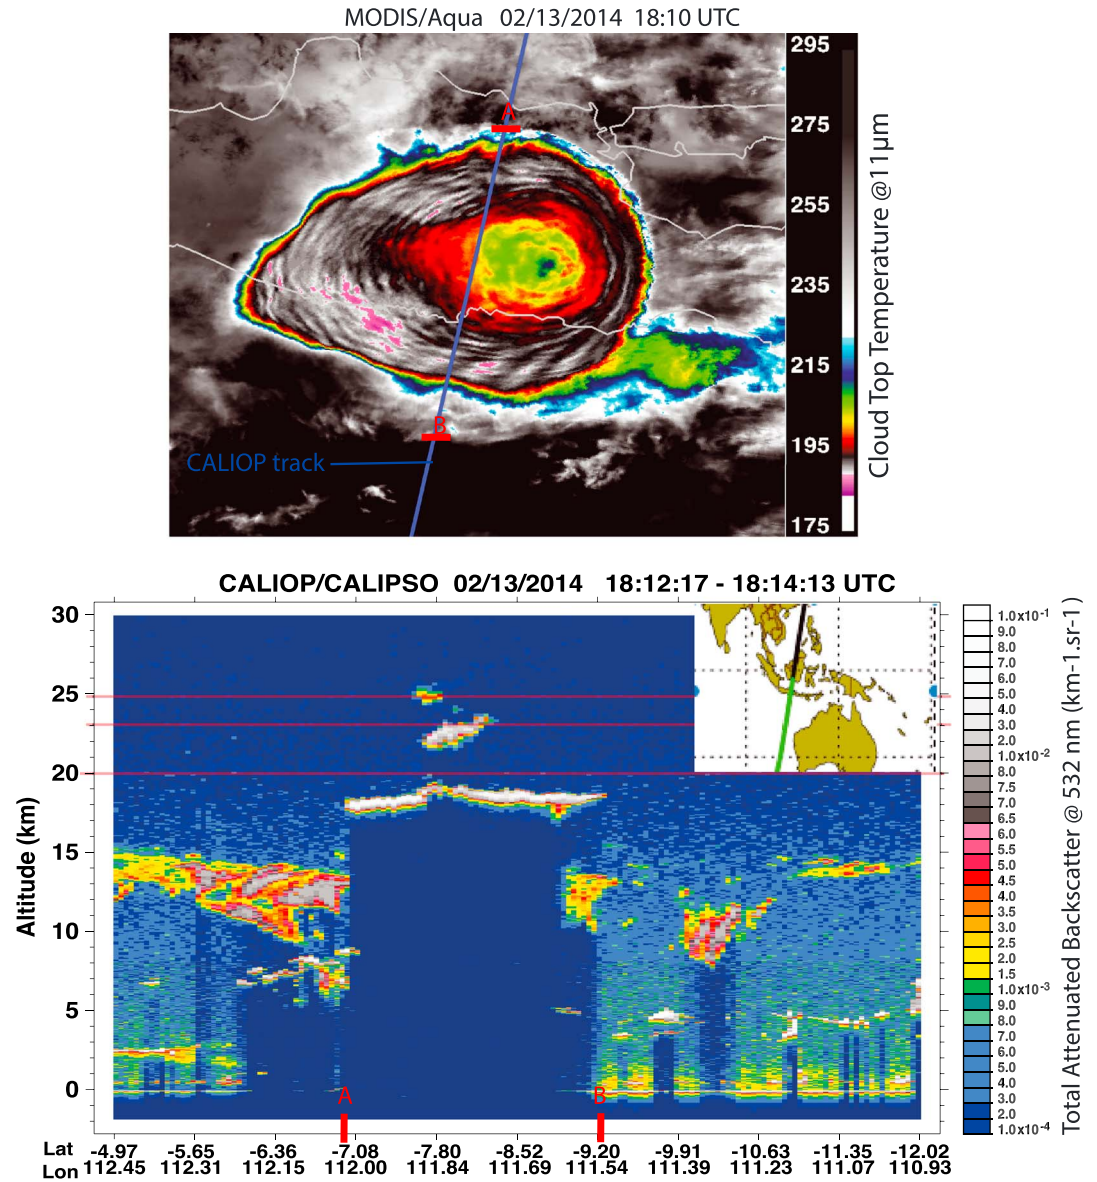 MODIS/Aqua 02/13/2014 18:10 UTC
295
275
255
235
215
195
175
Cloud Top Temperature @11µm
A
B
CALIOP track
CALIOP/CALIPSO 02/13/2014 18:12:17 - 18:14:13 UTC
30
25
20
15
10
5
0
Altitude (km)
A
B
1.0x10-1
9.0
8.0
7.0
6.0
5.0
4.0
3.0
2.0
1.0x10-2
8.0
7.5
7.0
6.5
6.0
5.5
5.0
4.5
4.0
3.5
3.0
2.5
2.0
1.5
1.0x10-3
9.0
8.0
7.0
6.0
5.0
4.0
3.0
2.0
1.0x10-4
Total Attenuated Backscatter @ 532 nm (km-1.sr-1 )
Lat -4.97 -5.65 -6.36 -7.08 -7.80 -8.52 -9.20 -9.91 -10.63 -11.35 -12.02
Lon 112.45 112.31 112.15 112.00 111.84 111.69 111.54 111.39 111.23 111.07 110.93